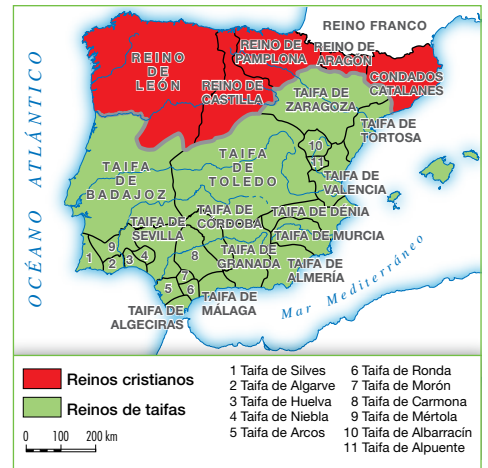 REINO FRANCO
REINO
DE
LEÓN
REINO DE
PAMPLONA
REINO DE
ARAGÓN
CONDADOS
CATALANES
REINO DE
CASTILLA
TAIFA DE
ZARAGOZA
TAIFA DE
TORTOSA
OCÉANO ATLÁNTICO
10
11
TAIFA
DE
BADAJOZ
TAIFA
DE
TOLEDO
TAIFA DE
VALENCIA
TAIFA DE
SEVILLA
TAIFA DE
CÓRDOBA
TAIFA DE DÉNIA
TAIFA DE MURCIA
9
1
2
3
4
8
TAIFA DE
GRANADA
TAIFA DE
ALMERÍA
7
5
6
TAIFA DE
ALGECIRAS
TAIFA DE
MÁLAGA
Mar Mediterráneo
Reinos cristianos
Reinos de taifas
0 100 200 km
1 Taifa de Silves
2 Taifa de Algarve
3 Taifa de Huelva
4 Taifa de Niebla
5 Taifa de Arcos
6 Taifa de Ronda
7 Taifa de Morón
8 Taifa de Carmona
9 Taifa de Mértola
10 Taifa de Albarracín
11 Taifa de Alpuente